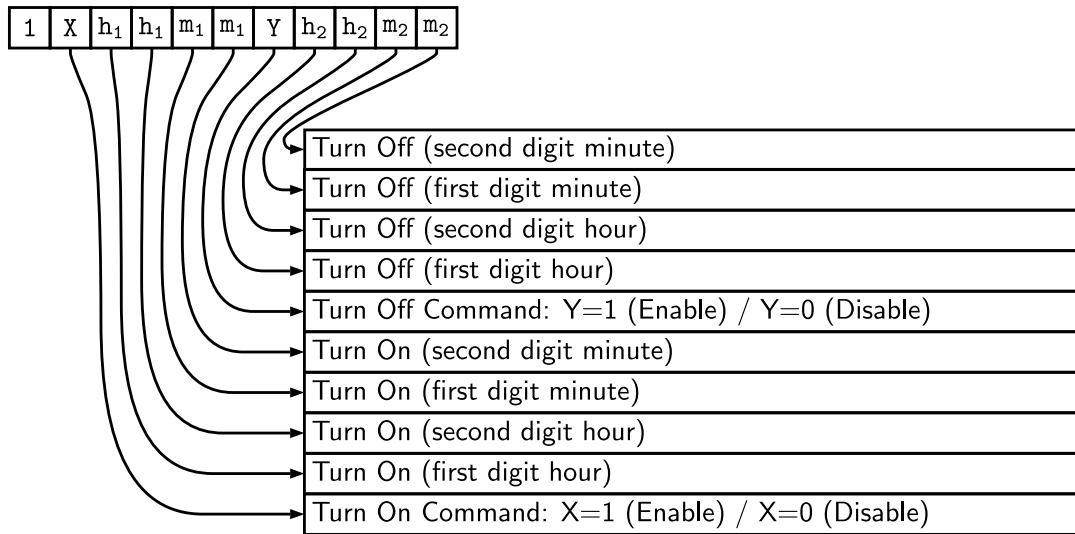 1 X h₁ h₁ m₁ m₁ Y h₂ h₂ m₂ m₂
Turn Off (second digit minute)
Turn Off (first digit minute)
Turn Off (second digit hour)
Turn Off (first digit hour)
Turn Off Command: Y=1 (Enable) / Y=0 (Disable)
Turn On (second digit minute)
Turn On (first digit minute)
Turn On (second digit hour)
Turn On (first digit hour)
Turn On Command: X=1 (Enable) / X=0 (Disable)